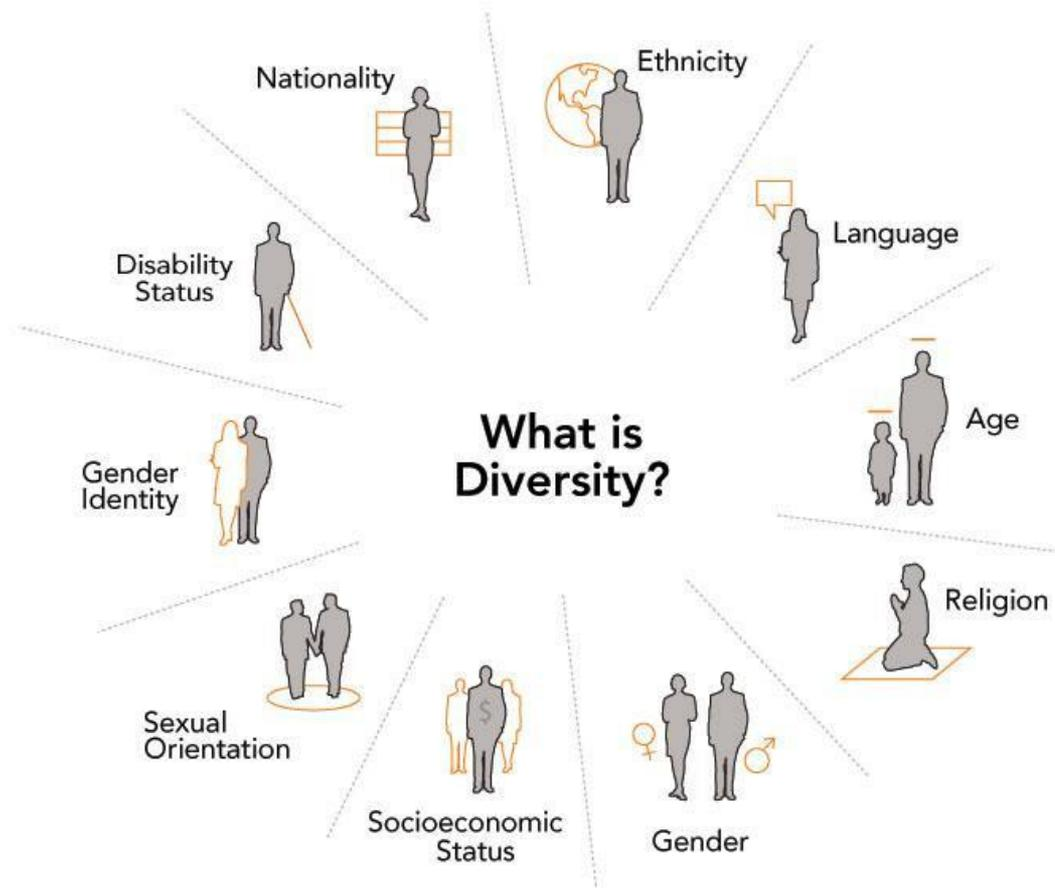 What is
Diversity?
Nationality
Ethnicity
Language
Age
Religion
Gender
Socioeconomic
Status
$
Sexual
Orientation
Gender
Identity
Disability
Status